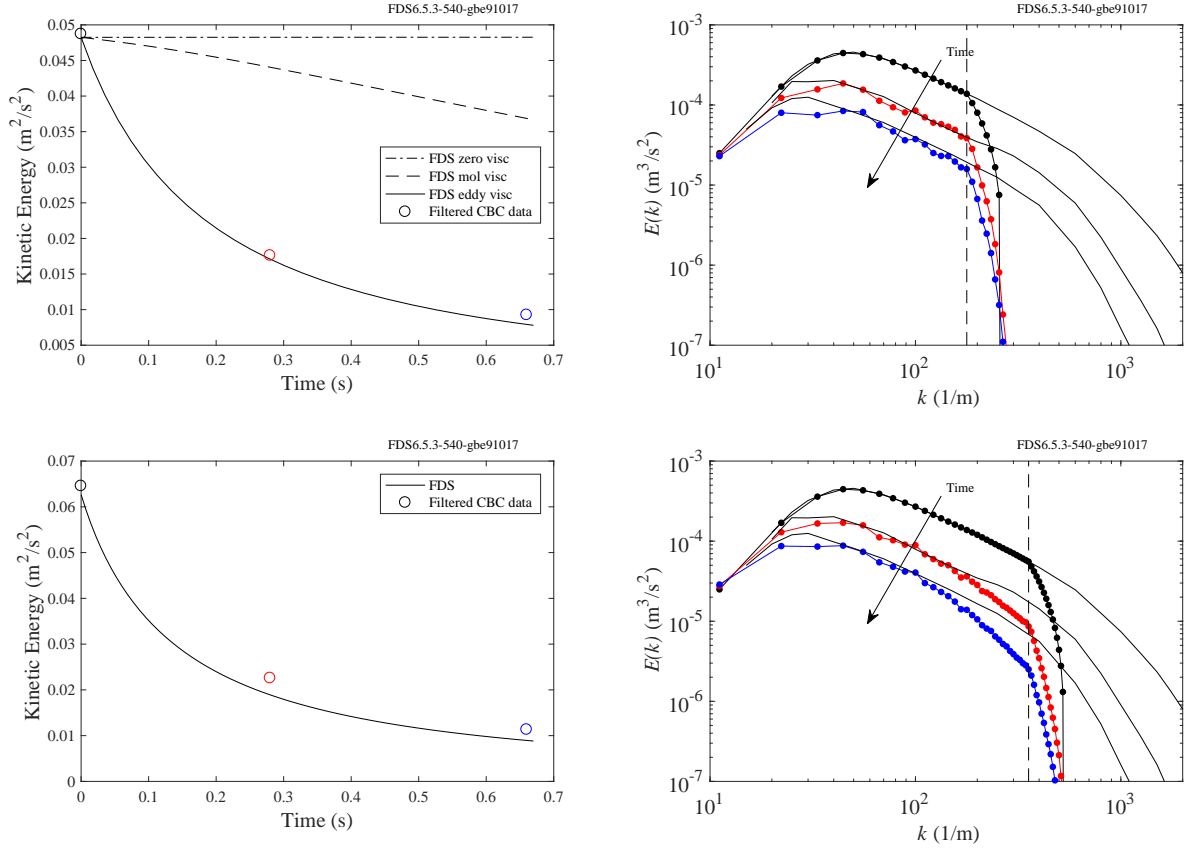 FDS6.5.3-540-gbe91017
Kinetic Energy (m²/s²)
0.05
0.045
0.04
0.035
0.03
0.025
0.02
0.015
0.01
0.005
FDS zero visc
FDS mol visc
FDS eddy visc
Filtered CBC data
0 0.1 0.2 0.3 0.4 0.5 0.6 0.7
Time (s)
FDS6.5.3-540-gbe91017
E(k) (m³/s²)
10⁻³
10⁻⁴
10⁻⁵
10⁻⁶
10⁻⁷
Time
10¹ 10² 10³
k (1/m)
FDS6.5.3-540-gbe91017
Kinetic Energy (m²/s²)
0.07
0.06
0.05
0.04
0.03
0.02
0.01
0
FDS
Filtered CBC data
0 0.1 0.2 0.3 0.4 0.5 0.6 0.7
Time (s)
FDS6.5.3-540-gbe91017
E(k) (m³/s²)
10⁻³
10⁻⁴
10⁻⁵
10⁻⁶
10⁻⁷
Time
10¹ 10² 10³
k (1/m)